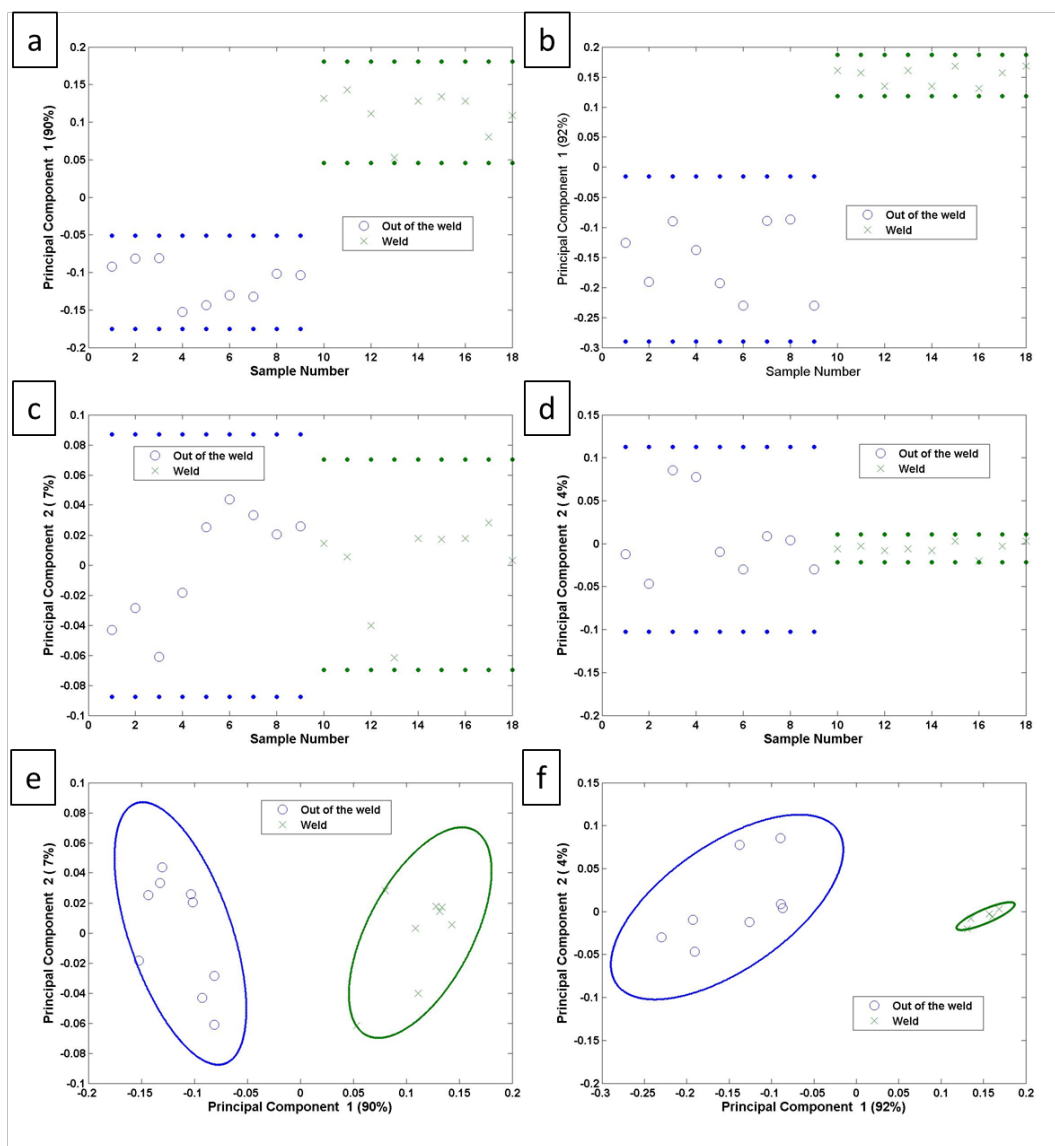 a
0.2
0.15
0.1
0.05
0
-0.05
-0.1
-0.15
-0.2
Principal Component 1 (90%)
Out of the weld
Weld
0 2 4 6 8 10 12 14 16 18
Sample Number
b
0.2
0.15
0.1
0.05
0
-0.05
-0.1
-0.15
-0.2
-0.25
-0.3
Principal Component 1 (92%)
Out of the weld
Weld
0 2 4 6 8 10 12 14 16 18
Sample Number
c
0.1
0.08
0.06
0.04
0.02
0
-0.02
-0.04
-0.06
-0.08
-0.1
Principal Component 2 ( 7%)
Out of the weld
Weld
0 2 4 6 8 10 12 14 16 18
Sample Number
d
0.15
0.1
0.05
0
-0.05
-0.1
-0.15
-0.2
Principal Component 2 ( 4%)
Out of the weld
Weld
0 2 4 6 8 10 12 14 16 18
Sample Number
e
0.1
0.08
0.06
0.04
0.02
0
-0.02
-0.04
-0.06
-0.08
-0.1
Principal Component 2 ( 7%)
Out of the weld
Weld
-0.2 -0.15 -0.1 -0.05 0 0.05 0.1 0.15 0.2
Principal Component 1 (90%)
f
0.15
0.1
0.05
0
-0.05
-0.1
-0.15
-0.2
Principal Component 2 ( 4%)
Out of the weld
Weld
-0.3 -0.25 -0.2 -0.15 -0.1 -0.05 0 0.05 0.1 0.15 0.2
Principal Component 1 (92%)